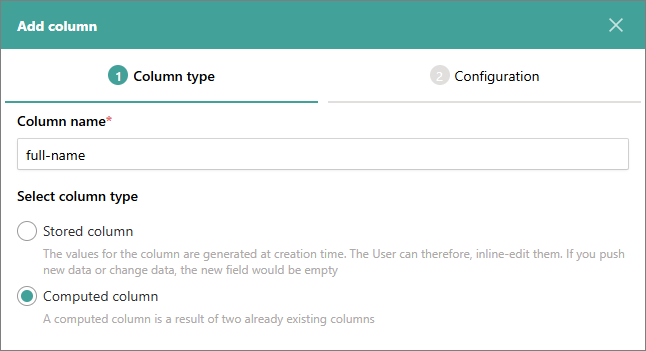 Add column
1 Column type
2 Configuration
Column name*
full-name
Select column type
Stored column
The values for the column are generated at creation time. The User can therefore, inline-edit them. If you push
new data or change data, the new field would be empty
Computed column
A computed column is a result of two already existing columns